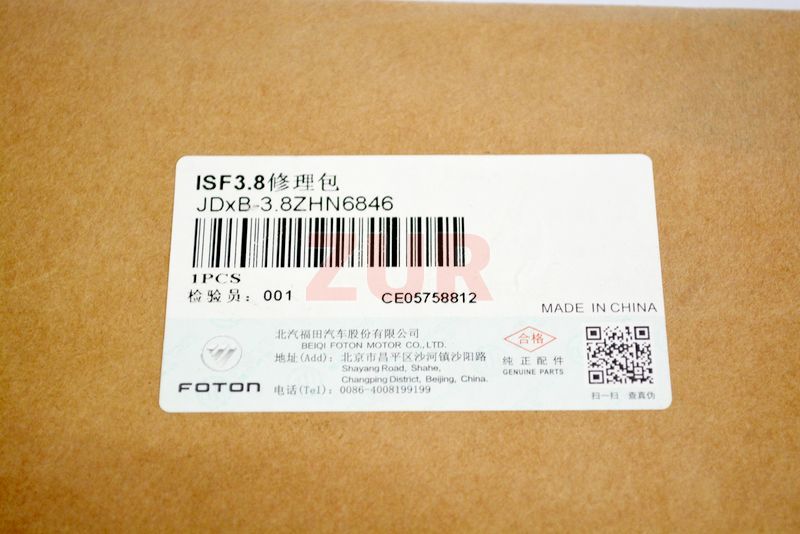 ISF3.8修理包
JDxB-3.8ZHN6846
ZUR
1PCS
检验员：001
CE05758812
MADE IN CHINA
北汽福田汽车股份有限公司
BEIQI FOTON MOTOR CO.,LTD.
地址(Add)：北京市昌平区沙河镇沙阳路
Shayang Road, Shahe,
Changping District, Beijing, China.
电话(Tel)：0086-4008199199
FOTON
合格
纯正配件
GENUINE PARTS
扫一扫 查真伪